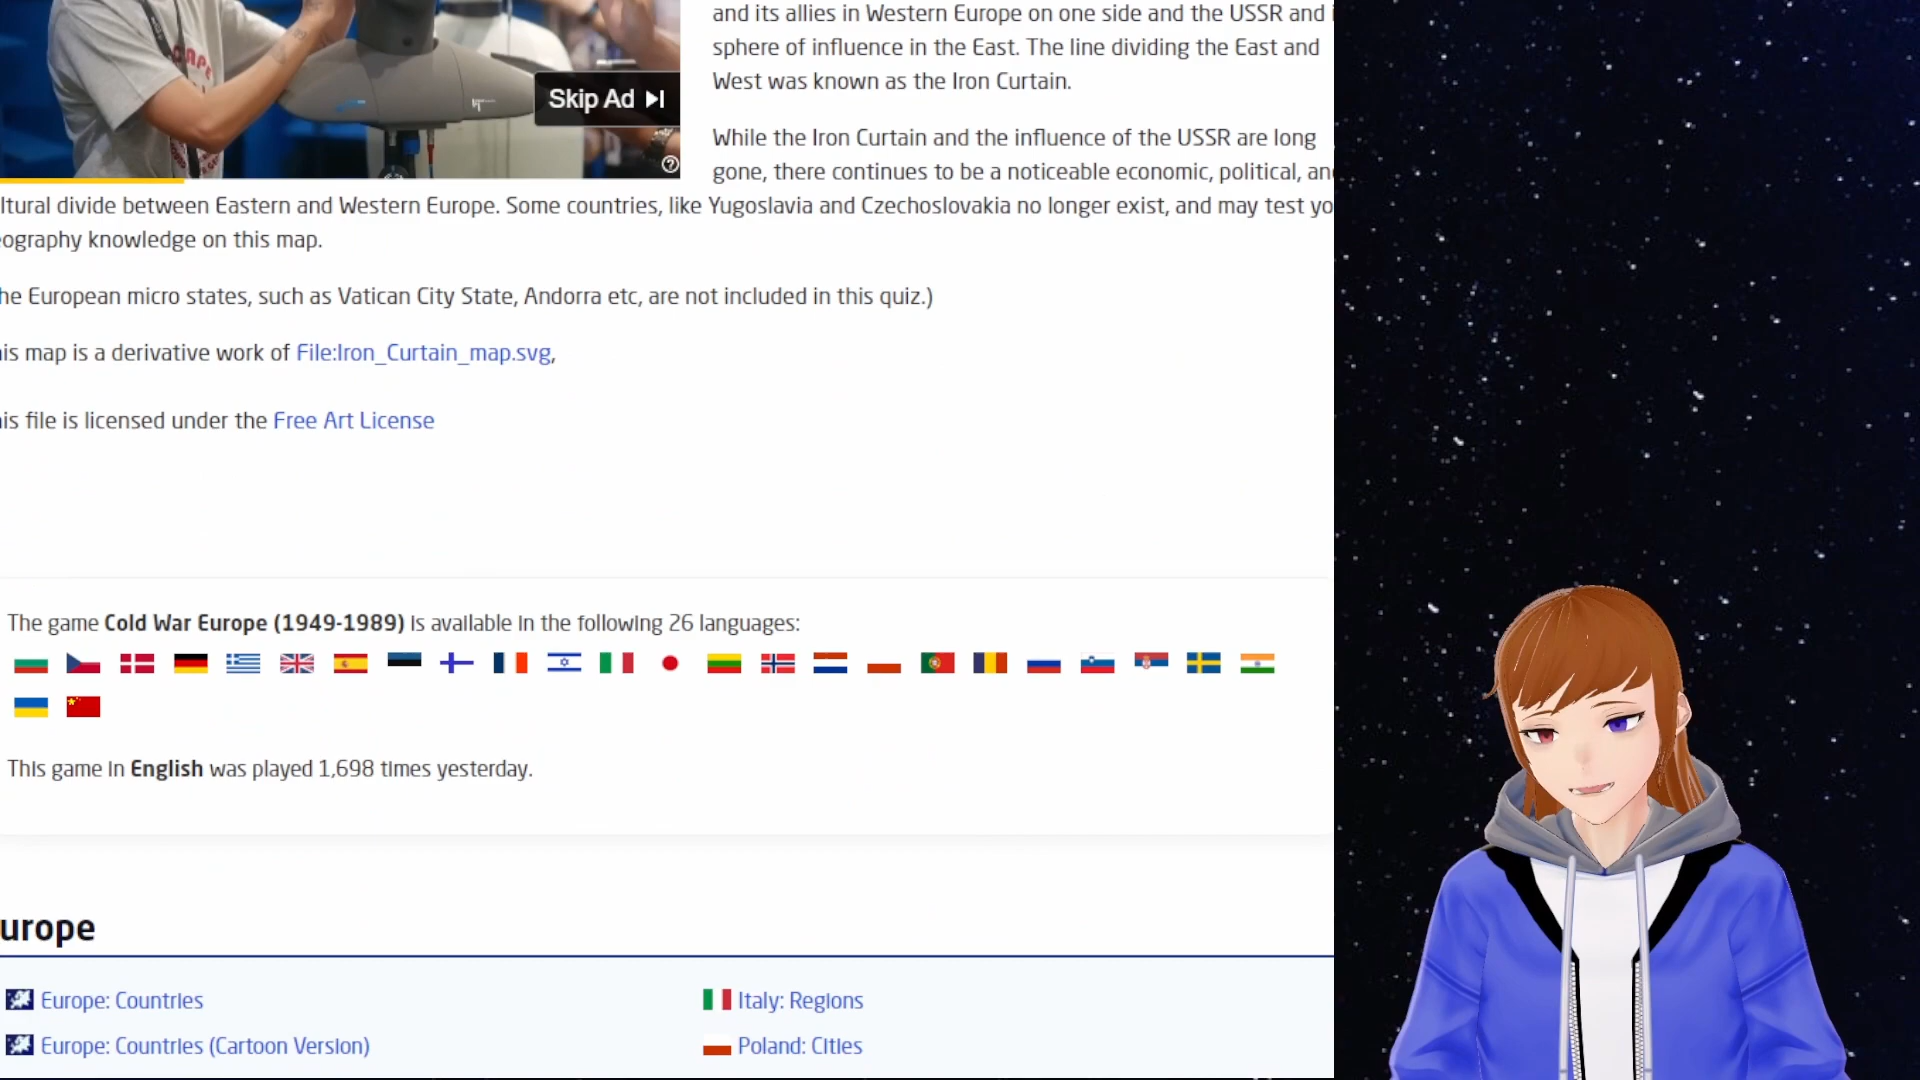 and its allies in Western Europe on one side and the USSR and
sphere of influence in the East. The line dividing the East and
West was known as the Iron Curtain.
Skip Ad
While the Iron Curtain and the influence of the USSR are long
gone, there continues to be a noticeable economic, political, an
ltural divide between Eastern and Western Europe. Some countries, like Yugoslavia and Czechoslovakia no longer exist, and may test yo
ography knowledge on this map.
he European micro states, such as Vatican City State, Andorra etc, are not included in this quiz.)
is map is a derivative work of File:Iron_Curtain_map.svg,
is file is licensed under the Free Art License
The game Cold War Europe (1949-1989) is available in the following 26 languages:
This game in English was played 1,698 times yesterday.
urope
Europe: Countries
Italy: Regions
Europe: Countries (Cartoon Version)
Poland: Cities